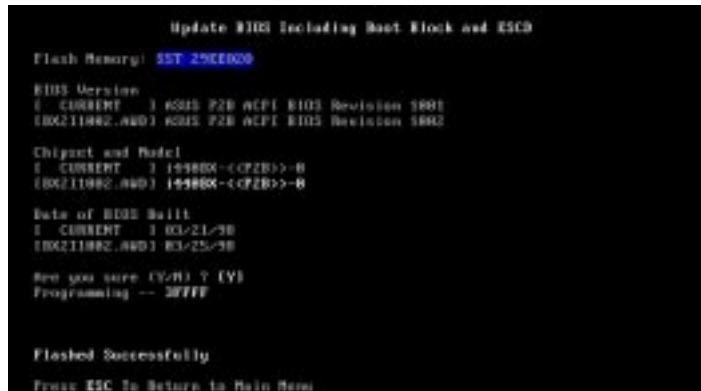 Update BIOS Including Boot Block and ESCD
Flash Memory: SST 29EE020
BIOS Version
[ CURRENT ] ASUS P2B ACPI BIOS Revision 1001
[BX2I1002.AWD] ASUS P2B ACPI BIOS Revision 1002
Chipset and Model
[ CURRENT ] i440BX-<<P2B>>-0
[BX2I1002.AWD] i440BX-<<P2B>>-0
Date of BIOS Built
[ CURRENT ] 03/21/98
[BX2I1002.AWD] 03/25/98
Are you sure (Y/N) ? [Y]
Programming -- 3FFFF
Flashed Successfully
Press ESC To Return to Main Menu